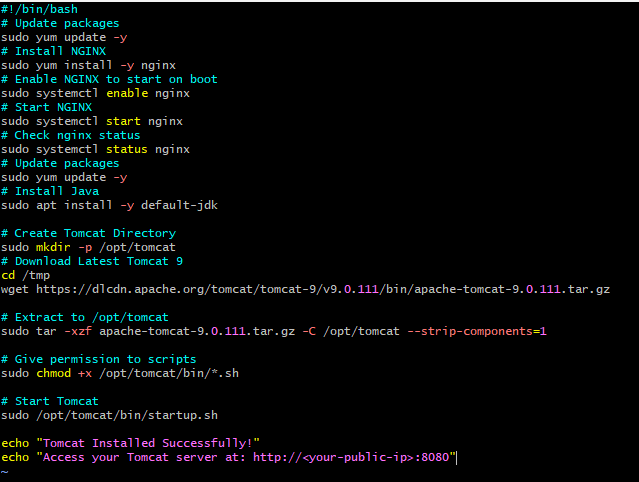 #!/bin/bash
# Update packages
sudo yum update -y
# Install NGINX
sudo yum install -y nginx
# Enable NGINX to start on boot
sudo systemctl enable nginx
# Start NGINX
sudo systemctl start nginx
# Check nginx status
sudo systemctl status nginx
# Update packages
sudo yum update -y
# Install Java
sudo apt install -y default-jdk
# Create Tomcat Directory
sudo mkdir -p /opt/tomcat
# Download Latest Tomcat 9
cd /tmp
wget https://dlcdn.apache.org/tomcat/tomcat-9/v9.0.111/bin/apache-tomcat-9.0.111.tar.gz
# Extract to /opt/tomcat
sudo tar -xzf apache-tomcat-9.0.111.tar.gz -C /opt/tomcat --strip-components=1
# Give permission to scripts
sudo chmod +x /opt/tomcat/bin/*.sh
# Start Tomcat
sudo /opt/tomcat/bin/startup.sh
echo "Tomcat Installed Successfully!"
echo "Access your Tomcat server at: http://<your-public-ip>:8080"
~